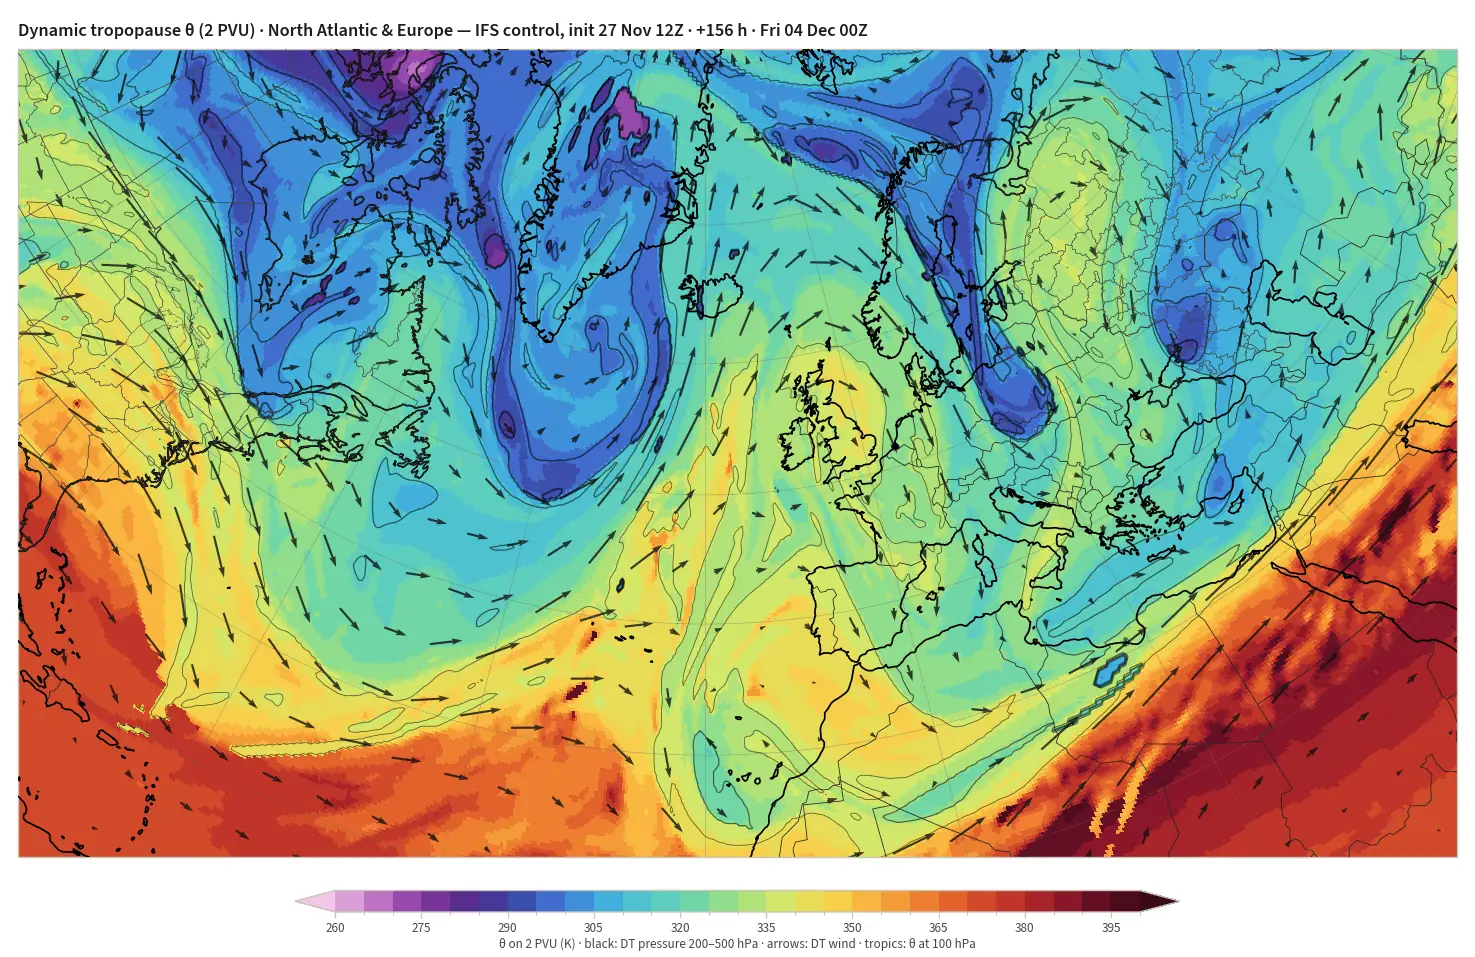 Dynamic tropopause θ (2 PVU) · North Atlantic & Europe — IFS control, init 27 Nov 12Z · +156 h · Fri 04 Dec 00Z
260 275 290 305 320 335 350 365 380 395
θ on 2 PVU (K) · black: DT pressure 200–500 hPa · arrows: DT wind · tropics: θ at 100 hPa